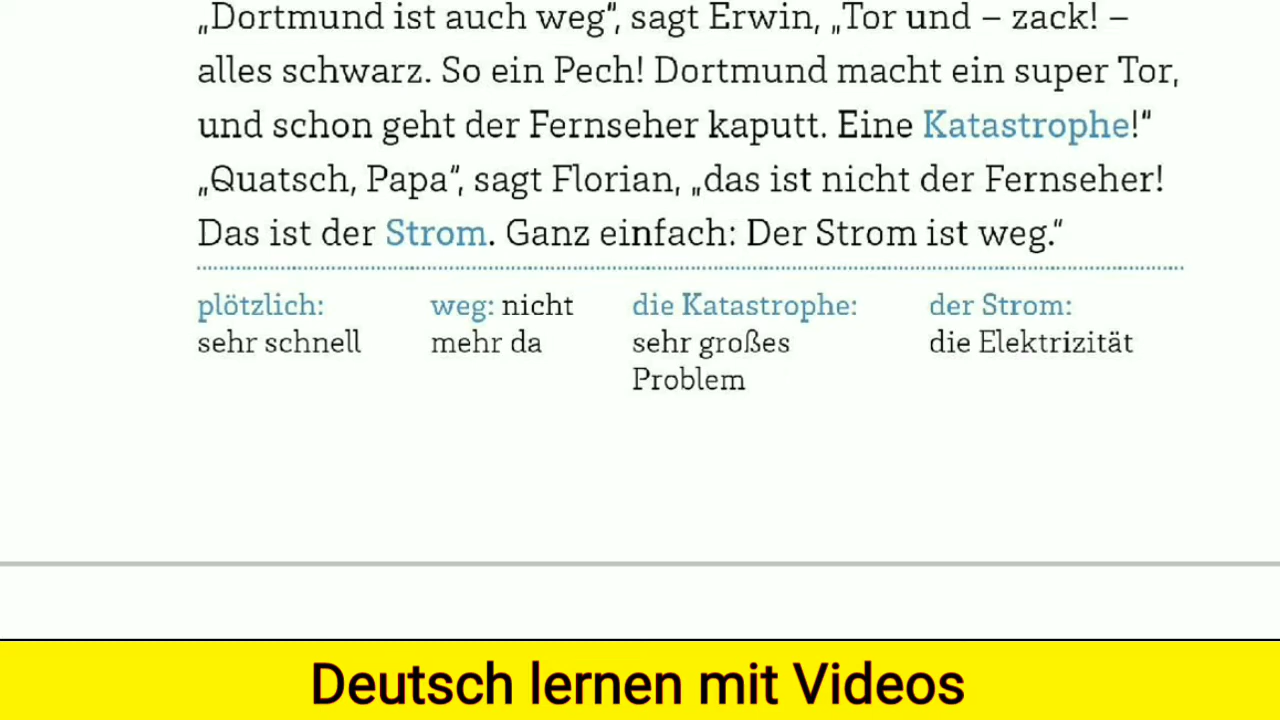 „Dortmund ist auch weg“, sagt Erwin, „Tor und – zack! –
alles schwarz. So ein Pech! Dortmund macht ein super Tor,
und schon geht der Fernseher kaputt. Eine Katastrophe!“
„Quatsch, Papa“, sagt Florian, „das ist nicht der Fernseher!
Das ist der Strom. Ganz einfach: Der Strom ist weg.“
plötzlich:
sehr schnell
weg: nicht
mehr da
die Katastrophe:
sehr großes
Problem
der Strom:
die Elektrizität
Deutsch lernen mit Videos